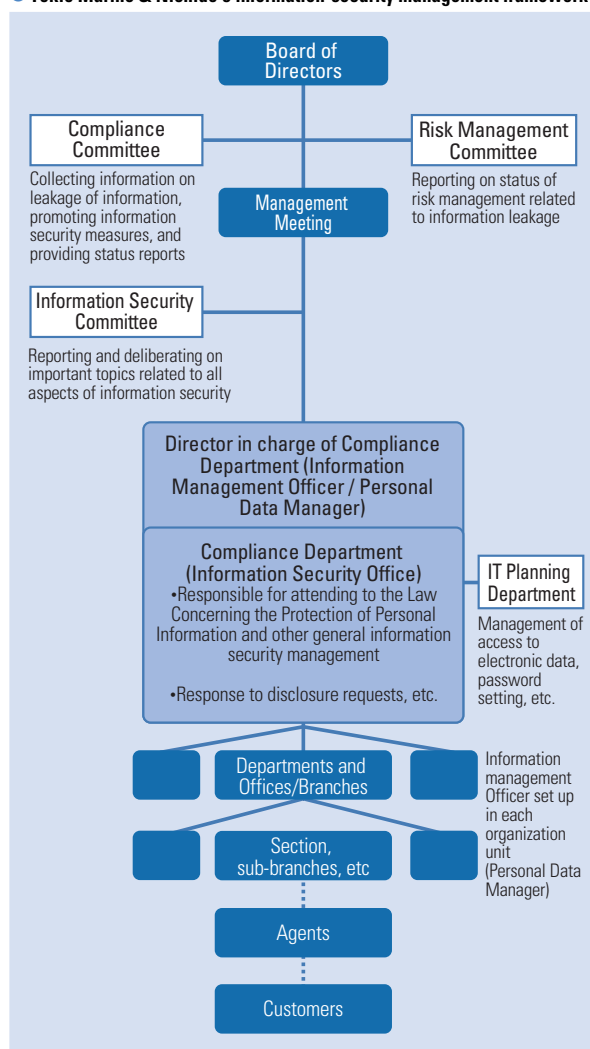 Board of
Directors
Compliance
Committee
Collecting information on
leakage of information,
promoting information
security measures, and
providing status reports
Risk Management
Committee
Reporting on status of
risk management related
to information leakage
Management
Meeting
Information Security
Committee
Reporting and deliberating on
important topics related to all
aspects of information security
Director in charge of Compliance
Department (Information
Management Officer / Personal
Data Manager)
Compliance Department
(Information Security Office)
•Responsible for attending to the Law
Concerning the Protection of Personal
Information and other general information
security management
•Response to disclosure requests, etc.
IT Planning
Department
Management of
access to
electronic data,
password
setting, etc.
Departments and
Offices/Branches
Information
management
Officer set up
in each
organization
unit
(Personal Data
Manager)
Section,
sub-branches, etc
Agents
Customers